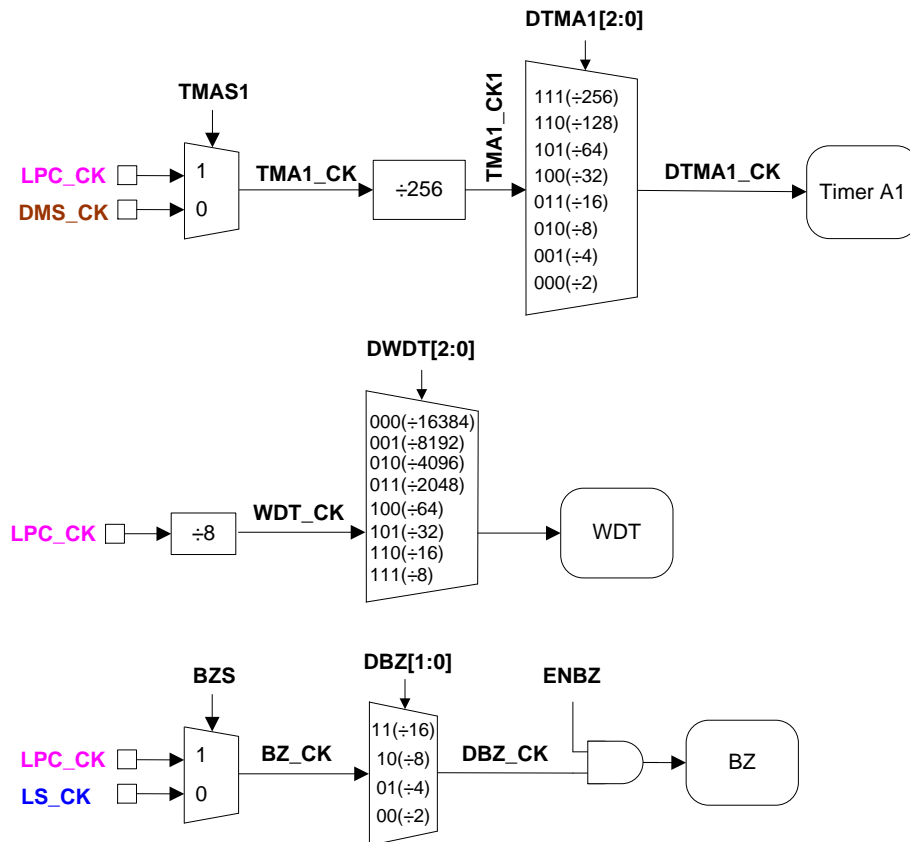 DTMA1[2:0]
TMAS1
TMA1_CK1
111(÷256)
110(÷128)
101(÷64)
100(÷32)
011(÷16)
010(÷8)
001(÷4)
000(÷2)
LPC_CK
1
TMA1_CK
÷256
DTMA1_CK
Timer A1
DMS_CK
0
DWDT[2:0]
000(÷16384)
001(÷8192)
010(÷4096)
011(÷2048)
100(÷64)
101(÷32)
110(÷16)
111(÷8)
LPC_CK
÷8
WDT_CK
WDT
BZS
DBZ[1:0]
ENBZ
LPC_CK
1
BZ_CK
11(÷16)
10(÷8)
01(÷4)
00(÷2)
DBZ_CK
BZ
LS_CK
0